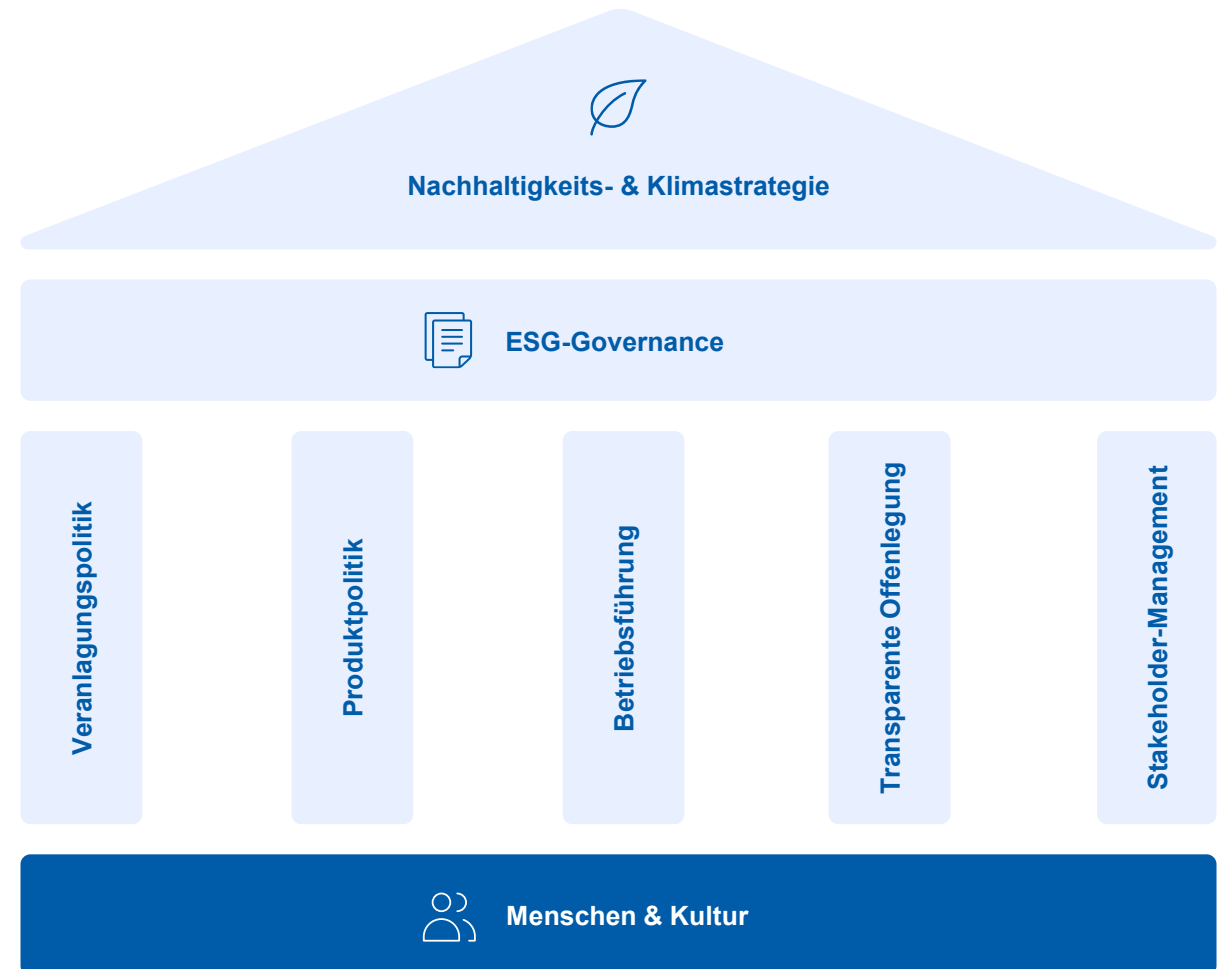 Nachhaltigkeits- & Klimastrategie
ESG-Governance
Veranlagungspolitik
Produktpolitik
Betriebsführung
Transparente Offenlegung
Stakeholder-Management
Menschen & Kultur